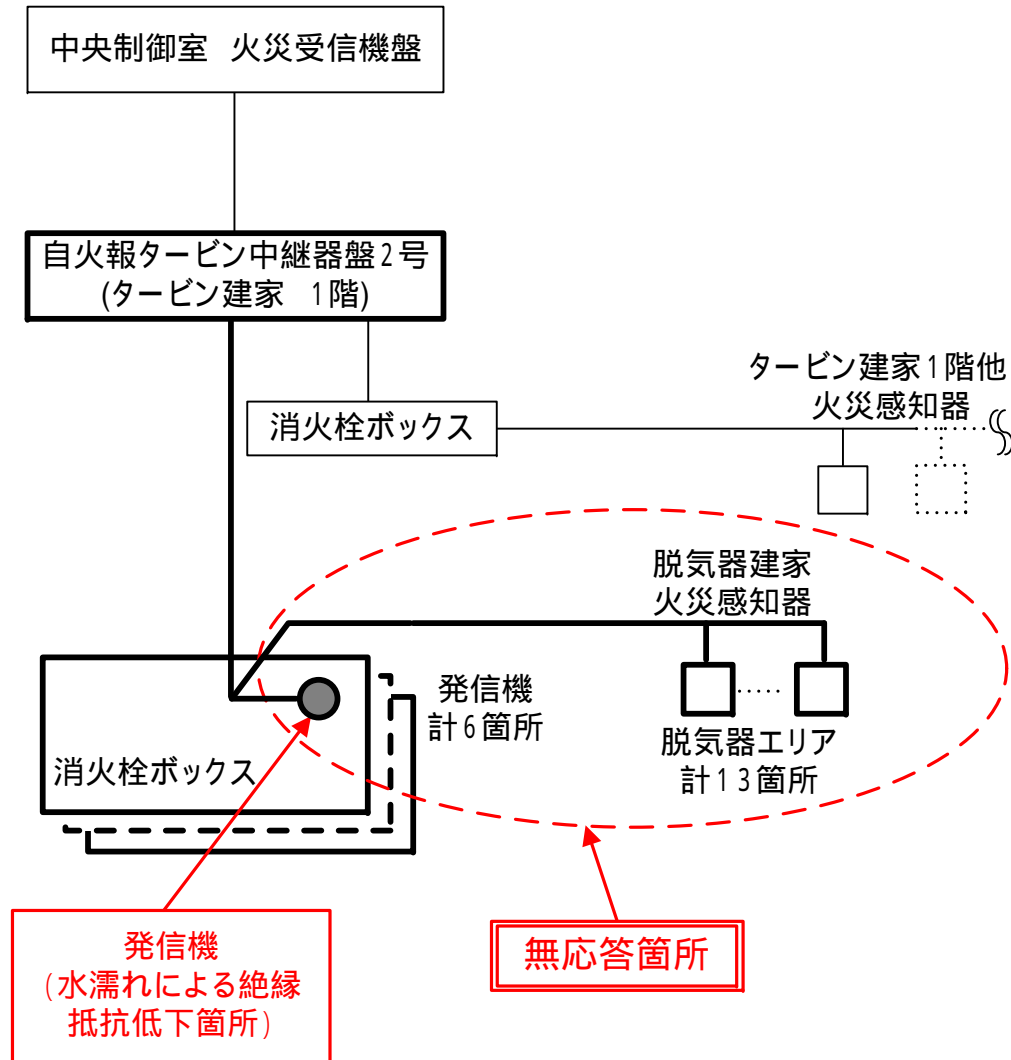 中央制御室 火災受信機盤
自火報タービン中継器盤2号
(タービン建家 1階)
タービン建家1階他
火災感知器
消火栓ボックス
脱気器建家
火災感知器
発信機
計6箇所
脱気器エリア
計13箇所
消火栓ボックス
発信機
(水濡れによる絶縁
抵抗低下箇所)
無応答箇所